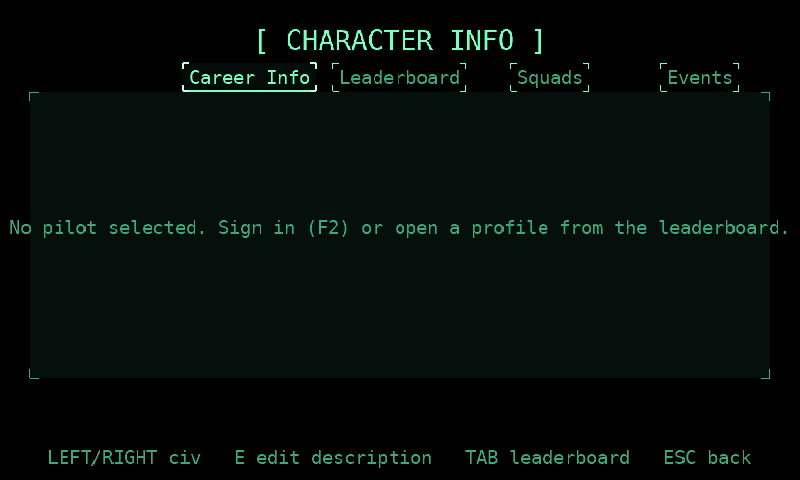 [ CHARACTER INFO ]
Career Info Leaderboard Squads Events
No pilot selected. Sign in (F2) or open a profile from the leaderboard.
LEFT/RIGHT civ E edit description TAB leaderboard ESC back